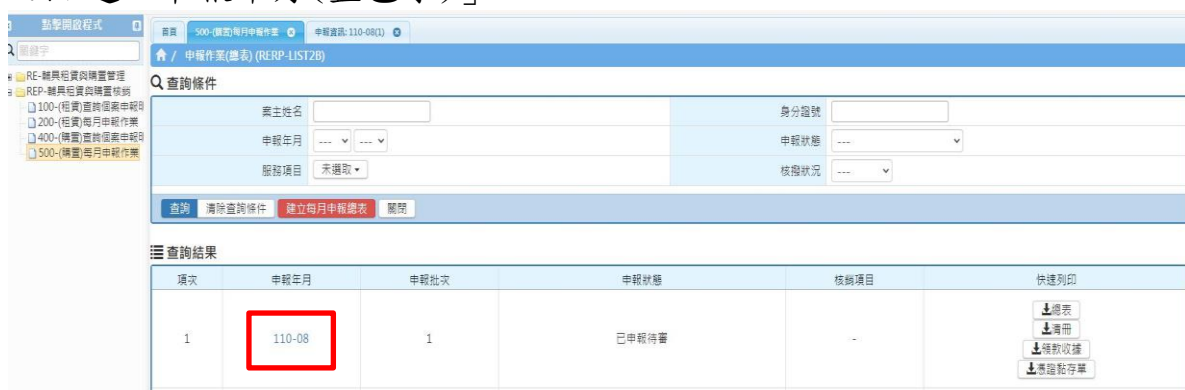 點擊開啟程式
首頁 500-(購置)每月申報作業 申報資訊:110-08(1)
關鍵字
/ 申報作業(總表) (RERP-LIST2B)
RE-輔具租賃與購置管理
REP-輔具租賃與購置核銷
100-(租賃)查詢個案申報明
200-(租賃)每月申報作業
400-(購置)查詢個案申報明
500-(購置)每月申報作業
查詢條件
案主姓名 身分證號
申報年月 --- --- 申報狀態 ---
服務項目 未選取 核撥狀況 ---
查詢 清除查詢條件 建立每月申報總表 關閉
查詢結果
項次 申報年月 申報批次 申報狀態 核銷項目 快速列印
1 110-08 1 已申報待審 -
總表
清冊
領款收據
憑證黏存單